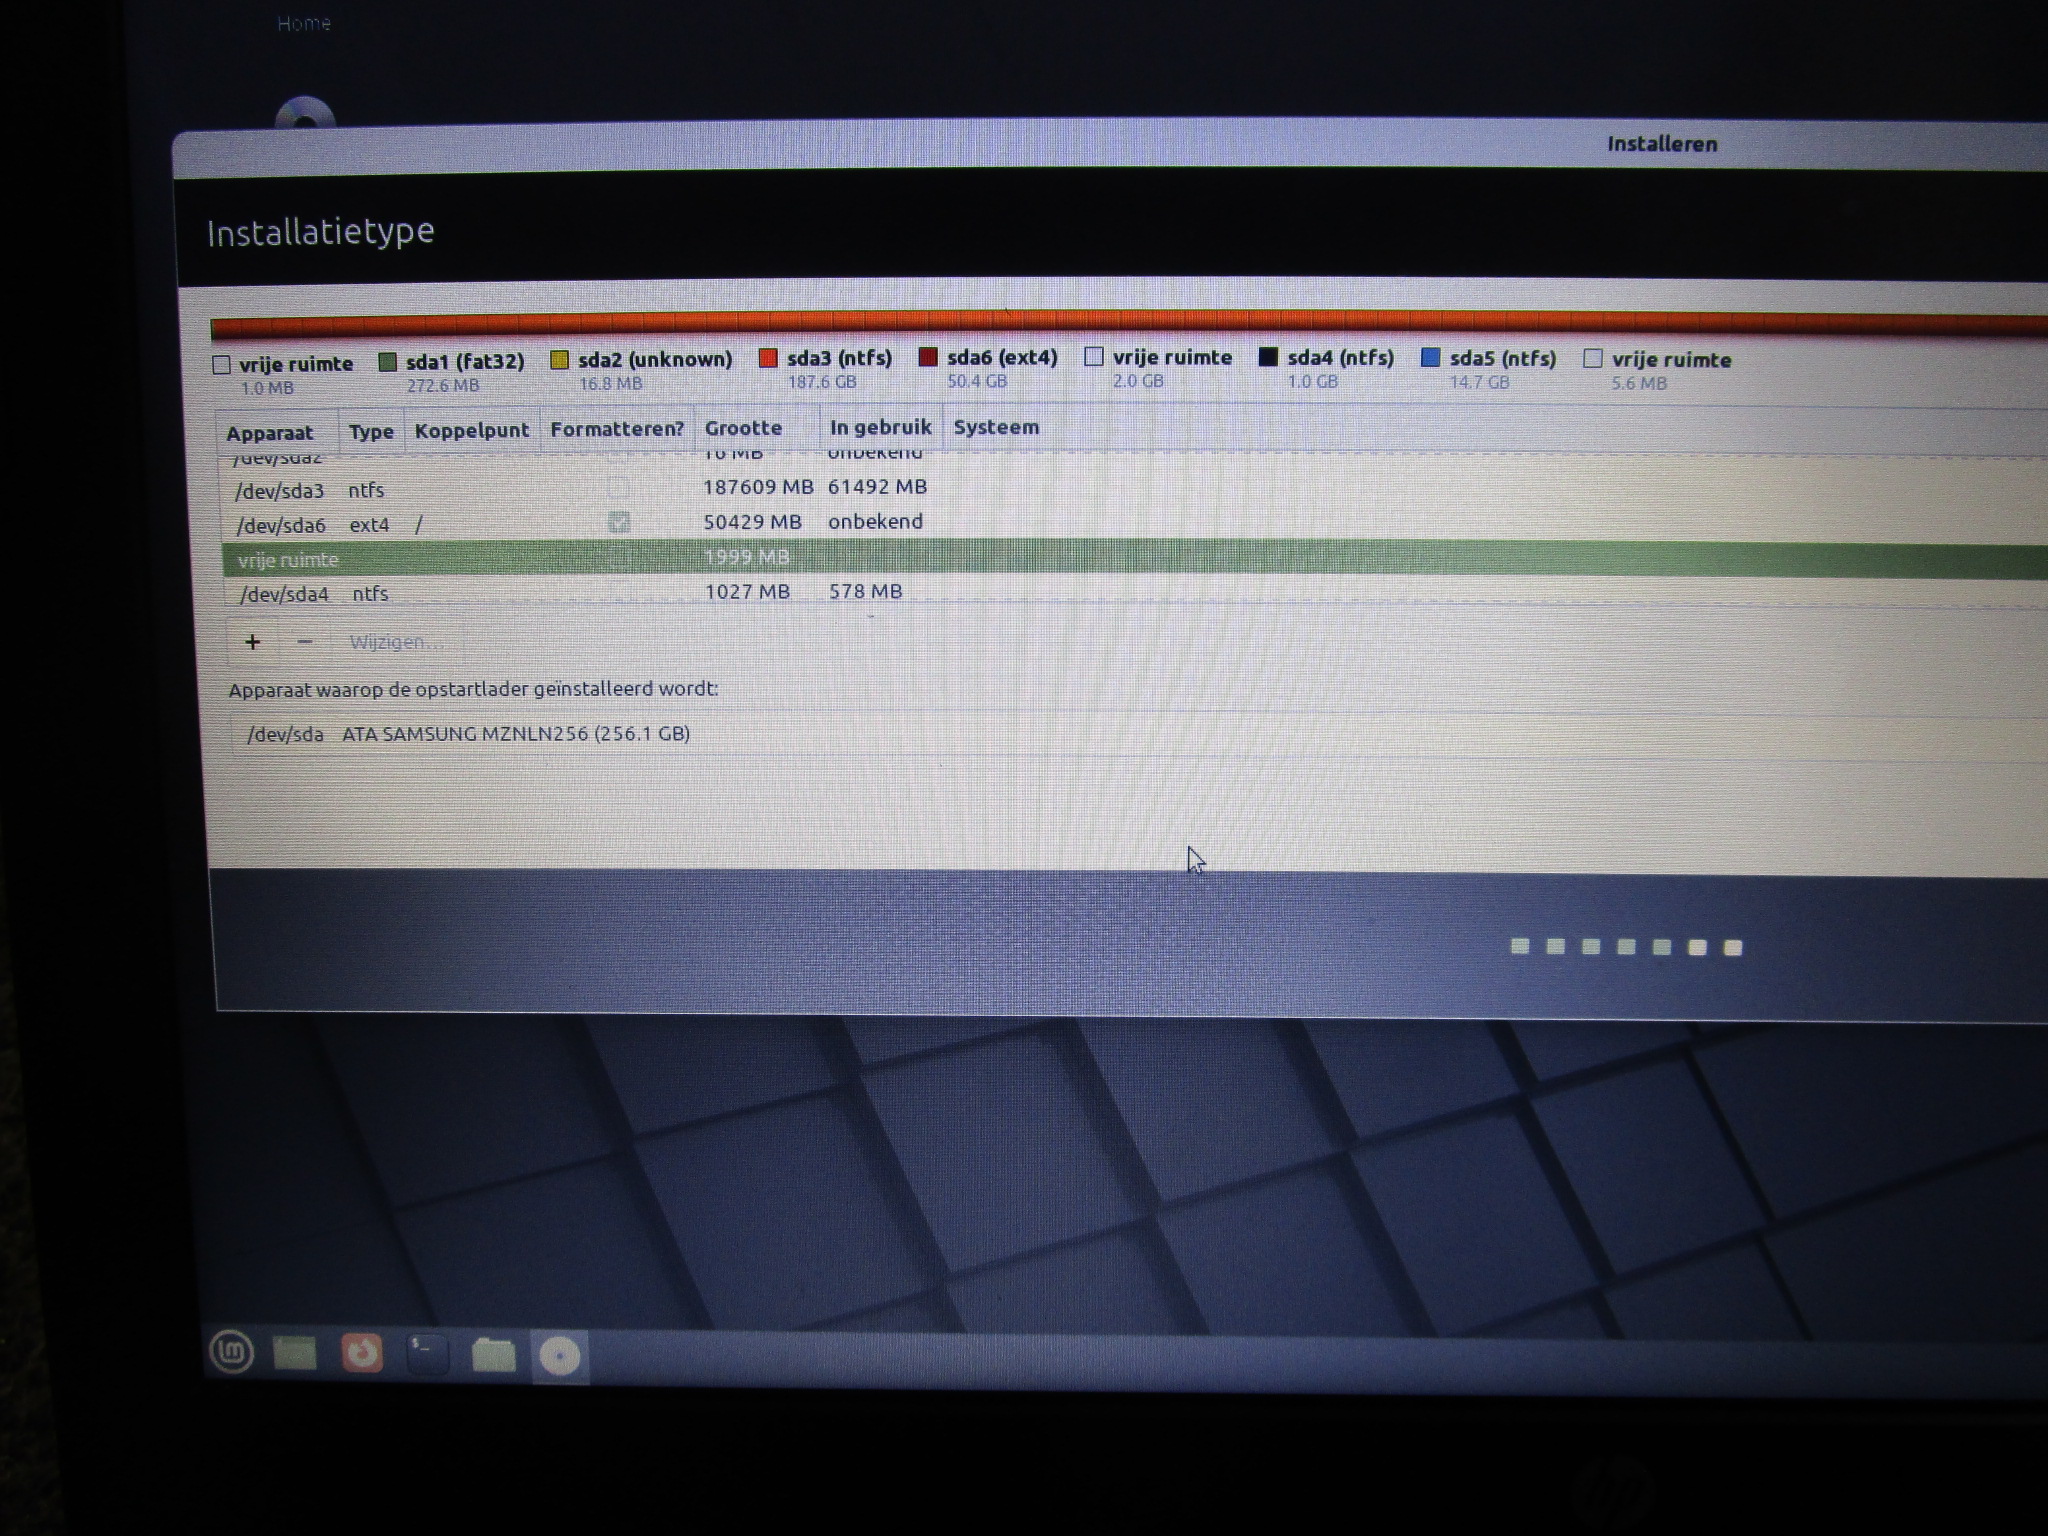 Home
Installeren
Installatietype
vrije ruimte sda1 (fat32) sda2 (unknown) sda3 (ntfs) sda6 (ext4) vrije ruimte sda4 (ntfs) sda5 (ntfs) vrije ruimte
1.0 MB 272.6 MB 16.8 MB 187.6 GB 50.4 GB 2.0 GB 1.0 GB 14.7 GB 5.6 MB
Apparaat Type Koppelpunt Formatteren? Grootte In gebruik Systeem
/dev/sda2 16 MB onbekend
/dev/sda3 ntfs 187609 MB 61492 MB
/dev/sda6 ext4 / 50429 MB onbekend
vrije ruimte 1999 MB
/dev/sda4 ntfs 1027 MB 578 MB
+ − Wijzigen...
Apparaat waarop de opstartlader geïnstalleerd wordt:
/dev/sda ATA SAMSUNG MZNLN256 (256.1 GB)
$_
hp